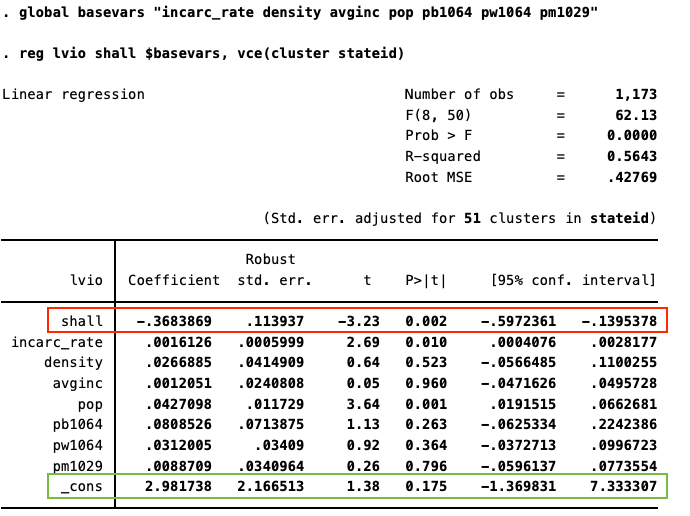 . global basevars "incarc_rate density avginc pop pb1064 pw1064 pm1029"
. reg lvio shall $basevars, vce(cluster stateid)
Linear regression Number of obs = 1,173
F(8, 50) = 62.13
Prob > F = 0.0000
R-squared = 0.5643
Root MSE = .42769
(Std. err. adjusted for 51 clusters in stateid)
Robust
lvio Coefficient std. err. t P>|t| [95% conf. interval]
shall -.3683869 .113937 -3.23 0.002 -.5972361 -.1395378
incarc_rate .0016126 .0005999 2.69 0.010 .0004076 .0028177
density .0266885 .0414909 0.64 0.523 -.0566485 .1100255
avginc .0012051 .0240808 0.05 0.960 -.0471626 .0495728
pop .0427098 .011729 3.64 0.001 .0191515 .0662681
pb1064 .0808526 .0713875 1.13 0.263 -.0625334 .2242386
pw1064 .0312005 .03409 0.92 0.364 -.0372713 .0996723
pm1029 .0088709 .0340964 0.26 0.796 -.0596137 .0773554
_cons 2.981738 2.166513 1.38 0.175 -1.369831 7.333307